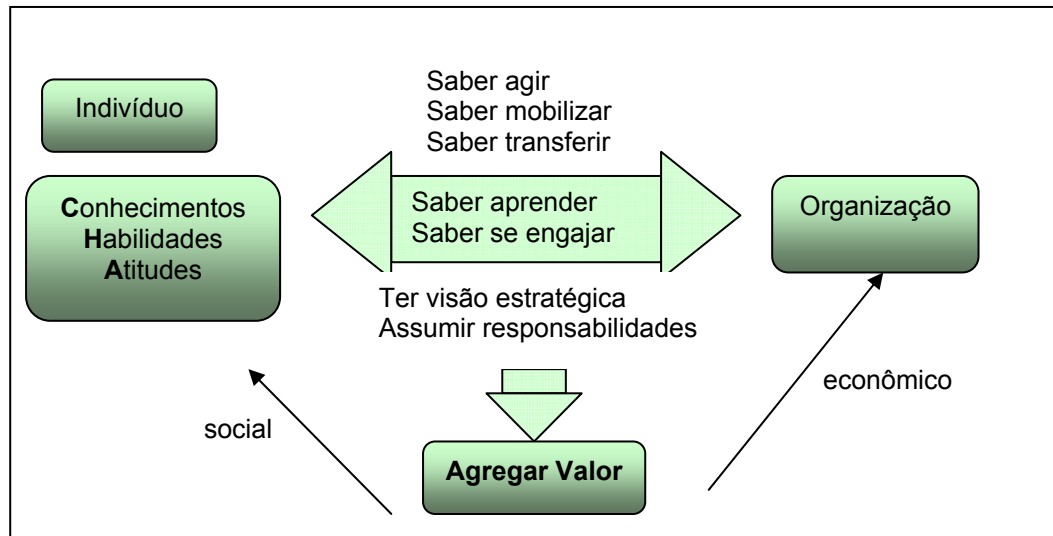 Indivíduo
Conhecimentos
Habilidades
Atitudes
Saber agir
Saber mobilizar
Saber transferir
Saber aprender
Saber se engajar
Ter visão estratégica
Assumir responsabilidades
Organização
social
econômico
Agregar Valor